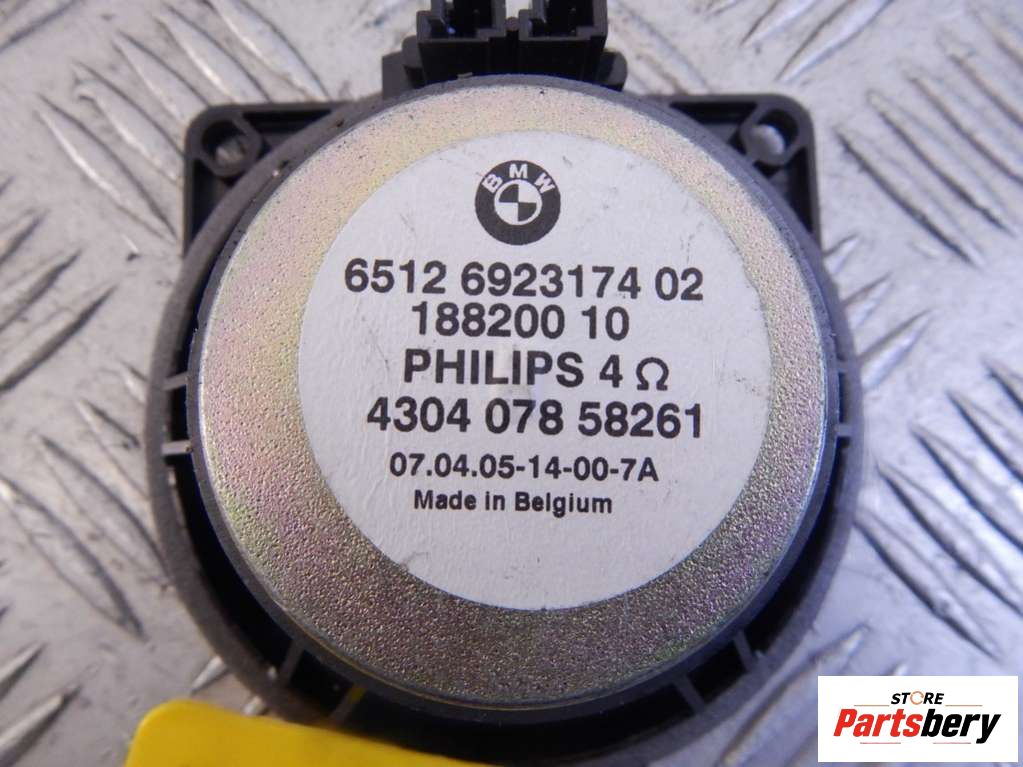 BMW
6512 6923174 02
188200 10
PHILIPS 4 Ω
4304 078 58261
07.04.05-14-00-7A
Made in Belgium
STORE
Partsbery